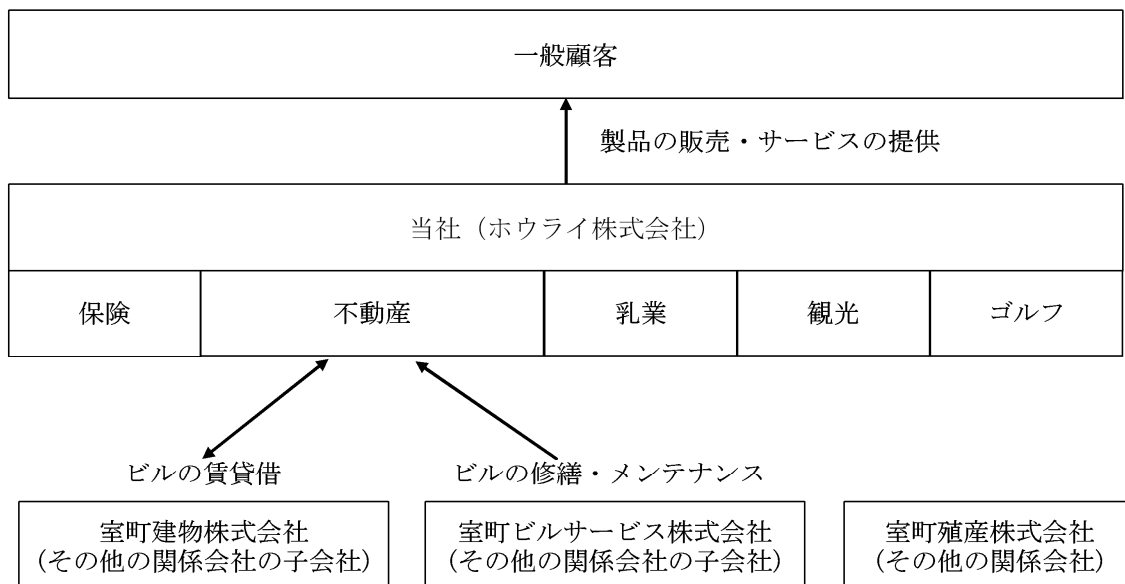 一般顧客
製品の販売・サービスの提供
当社（ホウライ株式会社）
保険
不動産
乳業
観光
ゴルフ
ビルの賃貸借
ビルの修繕・メンテナンス
室町建物株式会社
（その他の関係会社の子会社）
室町ビルサービス株式会社
（その他の関係会社の子会社）
室町殖産株式会社
（その他の関係会社）